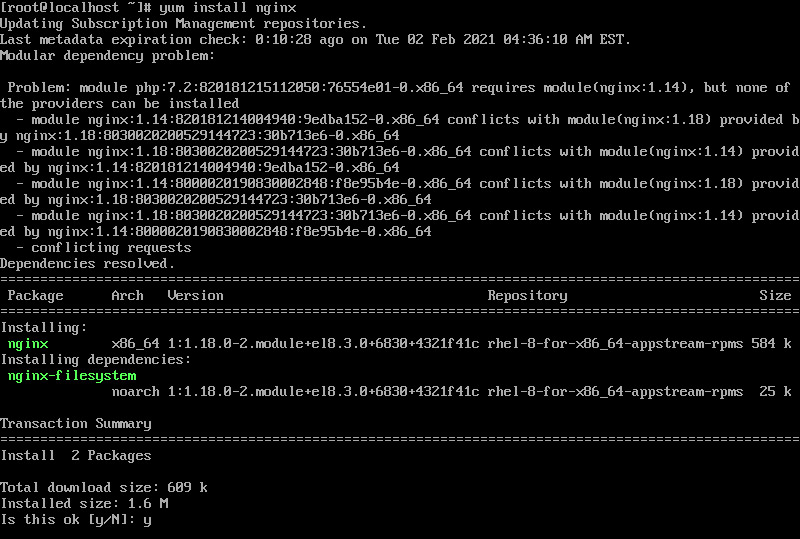 [root@localhost ~]# yum install nginx
Updating Subscription Management repositories.
Last metadata expiration check: 0:10:28 ago on Tue 02 Feb 2021 04:36:10 AM EST.
Modular dependency problem:

 Problem: module php:7.2:820181215112050:76554e01-0.x86_64 requires module(nginx:1.14), but none of
the providers can be installed
  - module nginx:1.14:820181214004940:9edba152-0.x86_64 conflicts with module(nginx:1.18) provided b
y nginx:1.18:8030020200529144723:30b713e6-0.x86_64
  - module nginx:1.18:8030020200529144723:30b713e6-0.x86_64 conflicts with module(nginx:1.14) provid
ed by nginx:1.14:820181214004940:9edba152-0.x86_64
  - module nginx:1.14:8000020190830002848:f8e95b4e-0.x86_64 conflicts with module(nginx:1.18) provid
ed by nginx:1.18:8030020200529144723:30b713e6-0.x86_64
  - module nginx:1.18:8030020200529144723:30b713e6-0.x86_64 conflicts with module(nginx:1.14) provid
ed by nginx:1.14:8000020190830002848:f8e95b4e-0.x86_64
  - conflicting requests
Dependencies resolved.
====================================================================================================
 Package      Arch   Version                                 Repository                        Size
====================================================================================================
Installing:
 nginx        x86_64 1:1.18.0-2.module+el8.3.0+6830+4321f41c rhel-8-for-x86_64-appstream-rpms 584 k
Installing dependencies:
 nginx-filesystem
              noarch 1:1.18.0-2.module+el8.3.0+6830+4321f41c rhel-8-for-x86_64-appstream-rpms  25 k

Transaction Summary
====================================================================================================
Install  2 Packages

Total download size: 609 k
Installed size: 1.6 M
Is this ok [y/N]: y